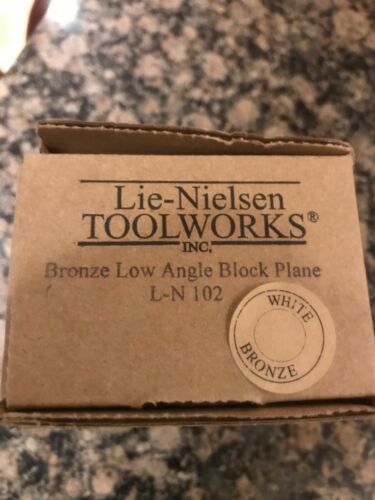 Lie-Nielsen
TOOLWORKS®
INC.
Bronze Low Angle Block Plane
L-N 102
WHITE
BRONZE